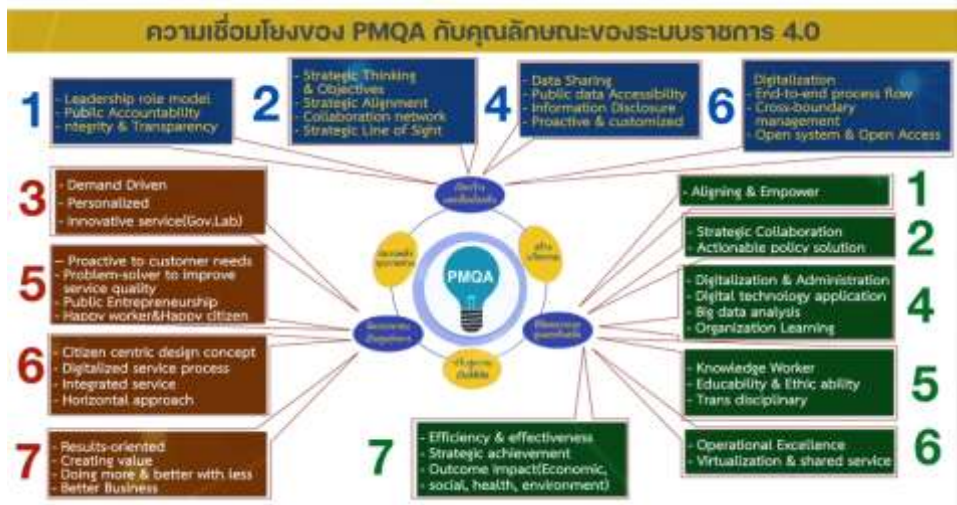 ความเชื่อมโยงของ PMQA กับคุณลักษณะของระบบราชการ 4.0
1
- Leadership role model
- Public Accountability
- ntegrity & Transparency
2
- Strategic Thinking
& Objectives
- Strategic Alignment
- Collaboration network
- Strategic Line of Sight
4
- Data Sharing
- Public data Accessibility
- Information Disclosure
- Proactive & customized
6
Digitalization
- End-to-end process flow
- Cross-boundary
management
- Open system & Open Access
3
- Demand Driven
- Personalized
- Innovative service(Gov.Lab)
5
- Proactive to customer needs
- Problem-solver to improve
service quality
- Public Entrepreneurship
- Happy worker&Happy citizen
6
- Citizen centric design concept
- Digitalized service process
- Integrated service
- Horizontal approach
7
- Results-oriented
- Creating value
- Doing more & better with less
- Better Business
PMQA
1
- Aligning & Empower
2
- Strategic Collaboration
- Actionable policy solution
4
- Digitalization & Administration
- Digital technology application
- Big data analysis
- Organization Learning
5
- Knowledge Worker
- Educability & Ethic ability
- Trans disciplinary
6
- Operational Excellence
- Virtualization & shared service
7
- Efficiency & effectiveness
- Strategic achievement
- Outcome Impact(Economic,
- social, health, environment)